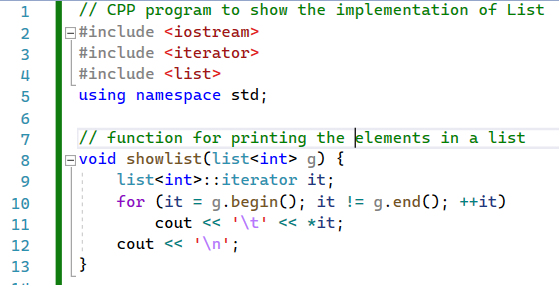 1 // CPP program to show the implementation of List
2 #include <iostream>
3 #include <iterator>
4 #include <list>
5 using namespace std;
6
7 // function for printing the elements in a list
8 void showlist(list<int> g) {
9 list<int>::iterator it;
10 for (it = g.begin(); it != g.end(); ++it)
11 cout << '\t' << *it;
12 cout << '\n';
13 }